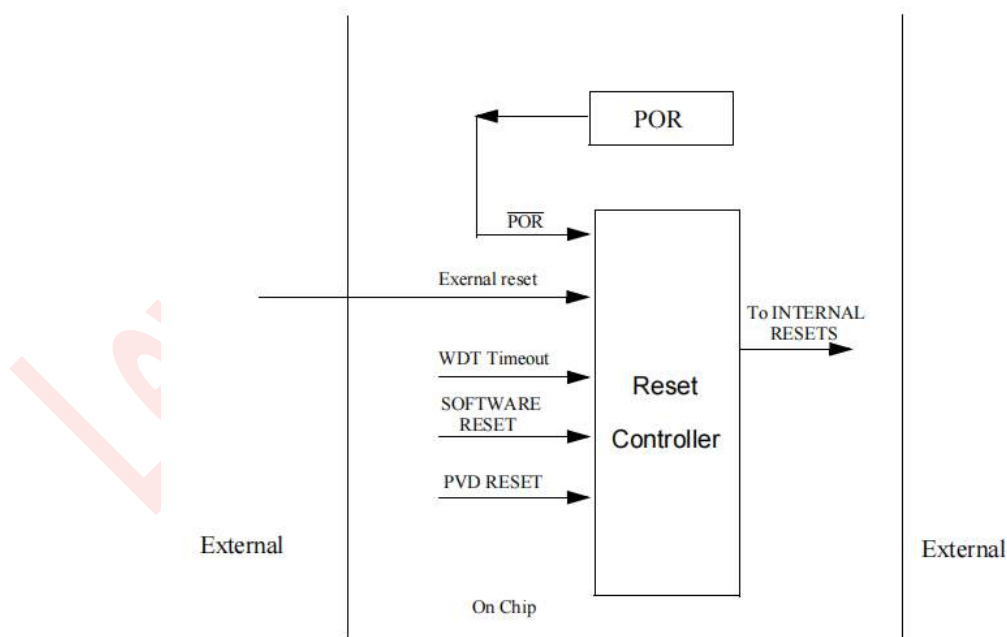 POR
POR
Exernal reset
To INTERNAL
RESETS
WDT Timeout
SOFTWARE
RESET
PVD RESET
Reset
Controller
External
External
On Chip